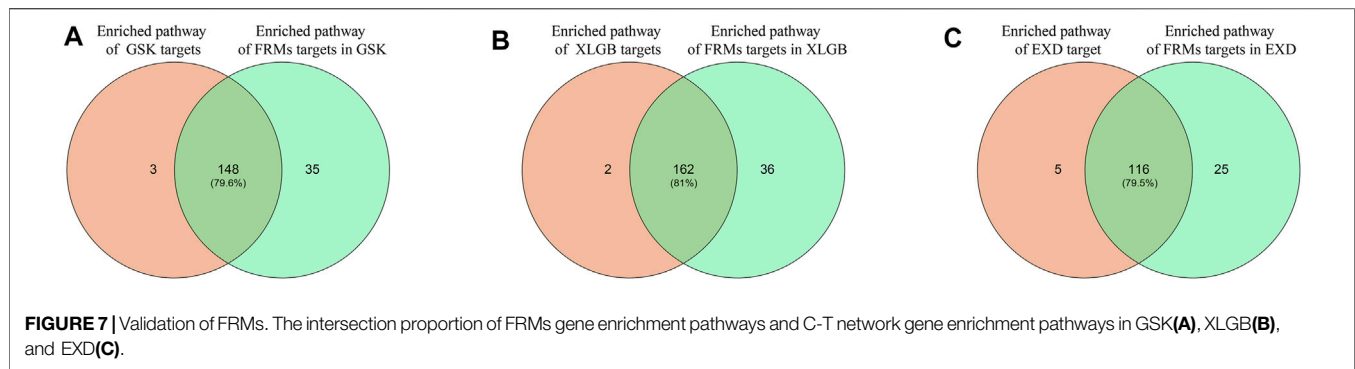 A
Enriched pathway
of GSK targets
Enriched pathway
of FRMs targets in GSK
3
148
(79.6%)
35
B
Enriched pathway
of XLGB targets
Enriched pathway
of FRMs targets in XLGB
2
162
(81%)
36
C
Enriched pathway
of EXD target
Enriched pathway
of FRMs targets in EXD
5
116
(79.5%)
25
FIGURE 7 | Validation of FRMs. The intersection proportion of FRMs gene enrichment pathways and C-T network gene enrichment pathways in GSK(A), XLGB(B),
and EXD(C).